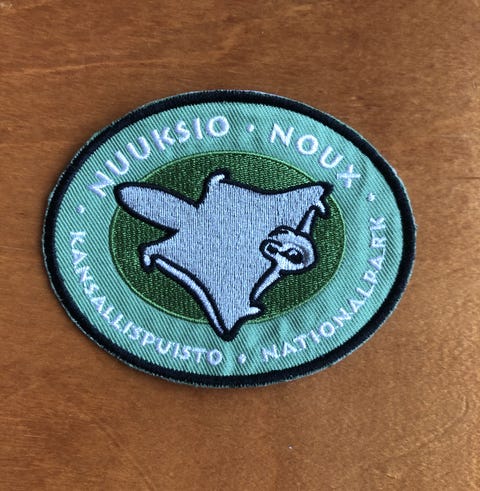 NUUKSIO · NOUX
KANSALLISPUISTO · NATIONALPARK